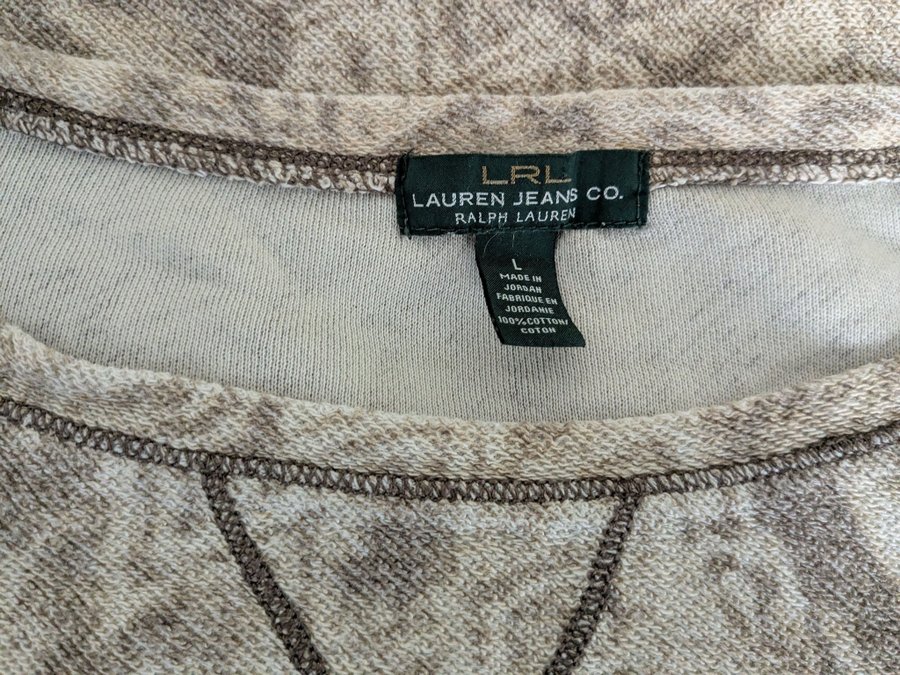 LRL
LAUREN JEANS CO.
RALPH LAUREN
L
MADE IN
JORDAN
FABRIQUE EN
JORDANIE
100% COTTON/
COTON